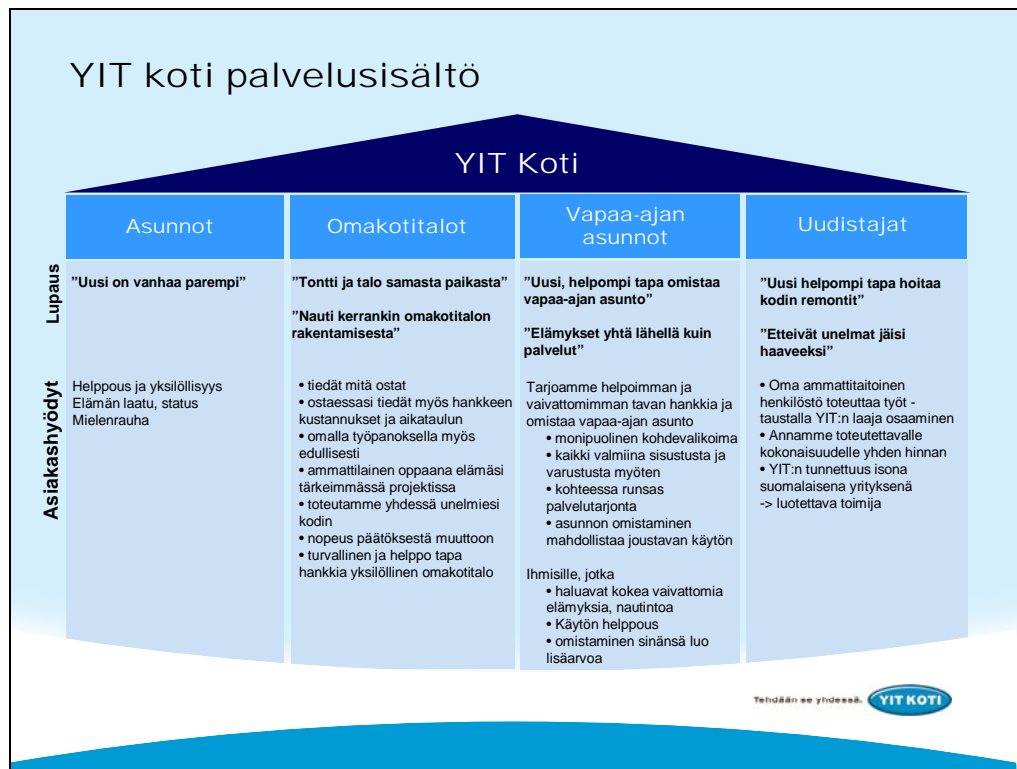 YIT koti palvelusisältö
YIT Koti
Asunnot
Omakotitalot
Vapaa-ajan
asunnot
Uudistajat
Lupaus
”Uusi on vanhaa parempi”
”Tontti ja talo samasta paikasta”
”Nauti kerrankin omakotitalon
rakentamisesta”
”Uusi, helpompi tapa omistaa
vapaa-ajan asunto”
”Elämykset yhtä lähellä kuin
palvelut”
”Uusi helpompi tapa hoitaa
kodin remontit”
”Etteivät unelmat jäisi
haaveeksi”
Asiakashyödyt
Helppous ja yksilöllisyys
Elämän laatu, status
Mielenrauha
• tiedät mitä ostat
• ostaessasi tiedät myös hankkeen
kustannukset ja aikataulun
• omalla työpanoksella myös
edullisesti
• ammattilainen oppaana elämäsi
tärkeimmässä projektissa
• toteutamme yhdessä unelmiesi
kodin
• nopeus päätöksestä muuttoon
• turvallinen ja helppo tapa
hankkia yksilöllinen omakotitalo
Tarjoamme helpoimman ja
vaivattomimman tavan hankkia ja
omistaa vapaa-ajan asunto
• monipuolinen kohdevalikoima
• kaikki valmiina sisustusta ja
varustusta myöten
• kohteessa runsas
palvelutarjonta
• asunnon omistaminen
mahdollistaa joustavan käytön
Ihmisille, jotka
• haluavat kokea vaivattomia
elämyksia, nautintoa
• Käytön helppous
• omistaminen sinänsä luo
lisäarvoa
• Oma ammattitaitoinen
henkilöstö toteuttaa työt -
taustalla YIT:n laaja osaaminen
• Annamme toteutettavalle
kokonaisuudelle yhden hinnan
• YIT:n tunnettuus isona
suomalaisena yrityksenä
-> luotettava toimija
Tehdään se yhdessä.
YIT KOTI